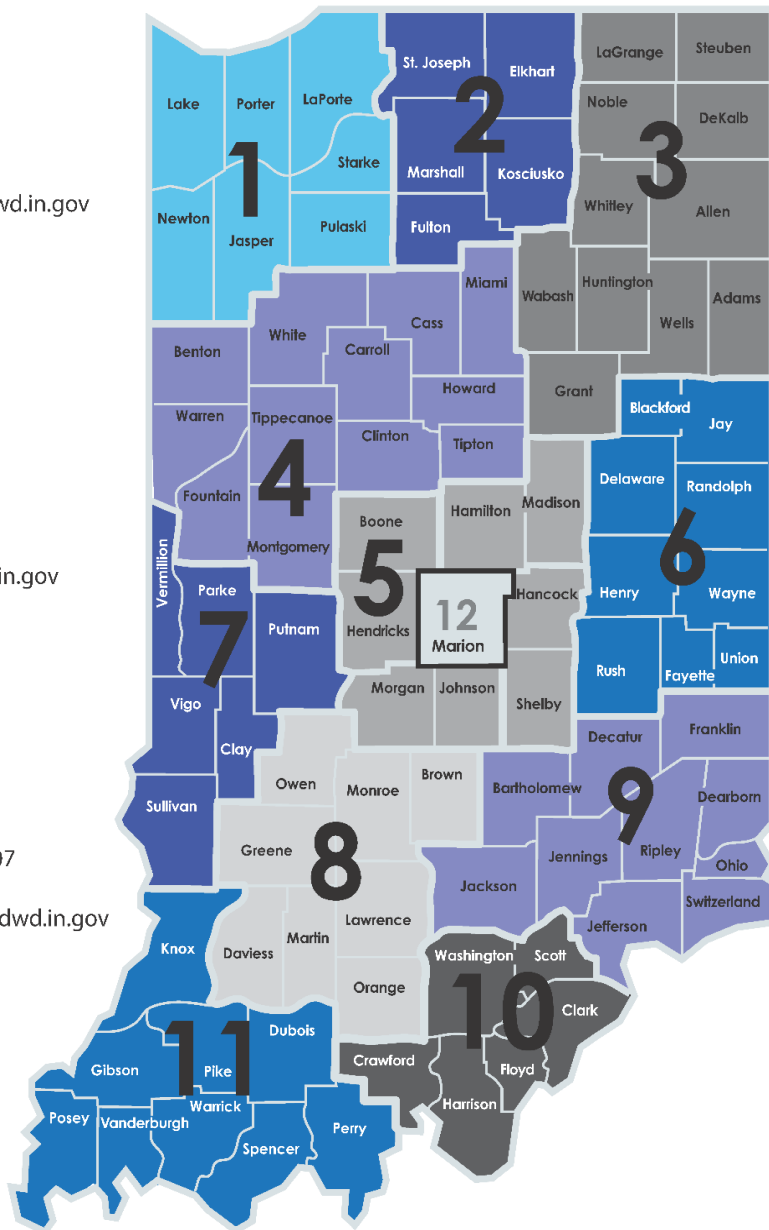 LaGrange
Steuben
St. Joseph
Elkhart
LaPorte
Lake
Porter
Noble
DeKalb
2
1
3
Starke
Marshall
Kosciusko
wd.in.gov
Newton
Jasper
Pulaski
Fulton
Whitley
Allen
Miami
Wabash
Huntington
Adams
Wells
White
Cass
Carroll
Benton
Howard
Grant
Blackford
Jay
Warren
Tippecanoe
Clinton
Tipton
4
Delaware
Randolph
Fountain
Hamilton
Madison
Boone
Montgomery
Vermillion
5
6
in.gov
Parke
Henry
Wayne
Hancock
12
Marion
Hendricks
7
Putnam
Rush
Fayette
Union
Morgan
Johnson
Shelby
Vigo
Clay
Decatur
Franklin
Owen
Monroe
Brown
Bartholomew
Dearborn
Sullivan
9
Greene
8
Jennings
Ripley
Ohio
97
Jackson
Switzerland
dwd.in.gov
Lawrence
Jefferson
Knox
Daviess
Martin
Washington
Scott
Orange
10
Clark
Dubois
11
Gibson
Pike
Crawford
Floyd
Harrison
Posey
Vanderburgh
Warrick
Spencer
Perry